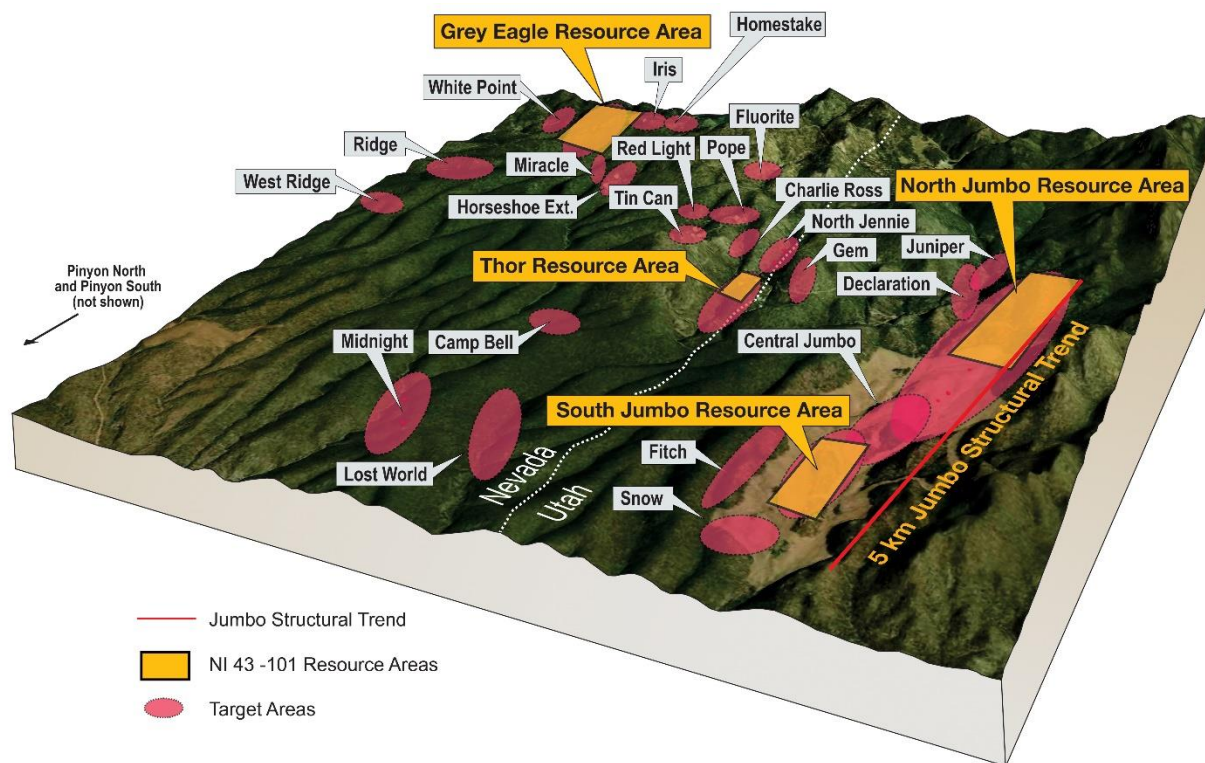 Homestake
Grey Eagle Resource Area
Iris
White Point
Fluorite
Ridge
Red Light
Pope
Miracle
West Ridge
Charlie Ross
North Jumbo Resource Area
Horseshoe Ext.
Tin Can
North Jennie
Juniper
Gem
Thor Resource Area
Declaration
Pinyon North
and Pinyon South
(not shown)
Midnight
Camp Bell
Central Jumbo
South Jumbo Resource Area
5 km Jumbo Structural Trend
Fitch
Lost World
Nevada
Utah
Snow
Jumbo Structural Trend
NI 43 -101 Resource Areas
Target Areas